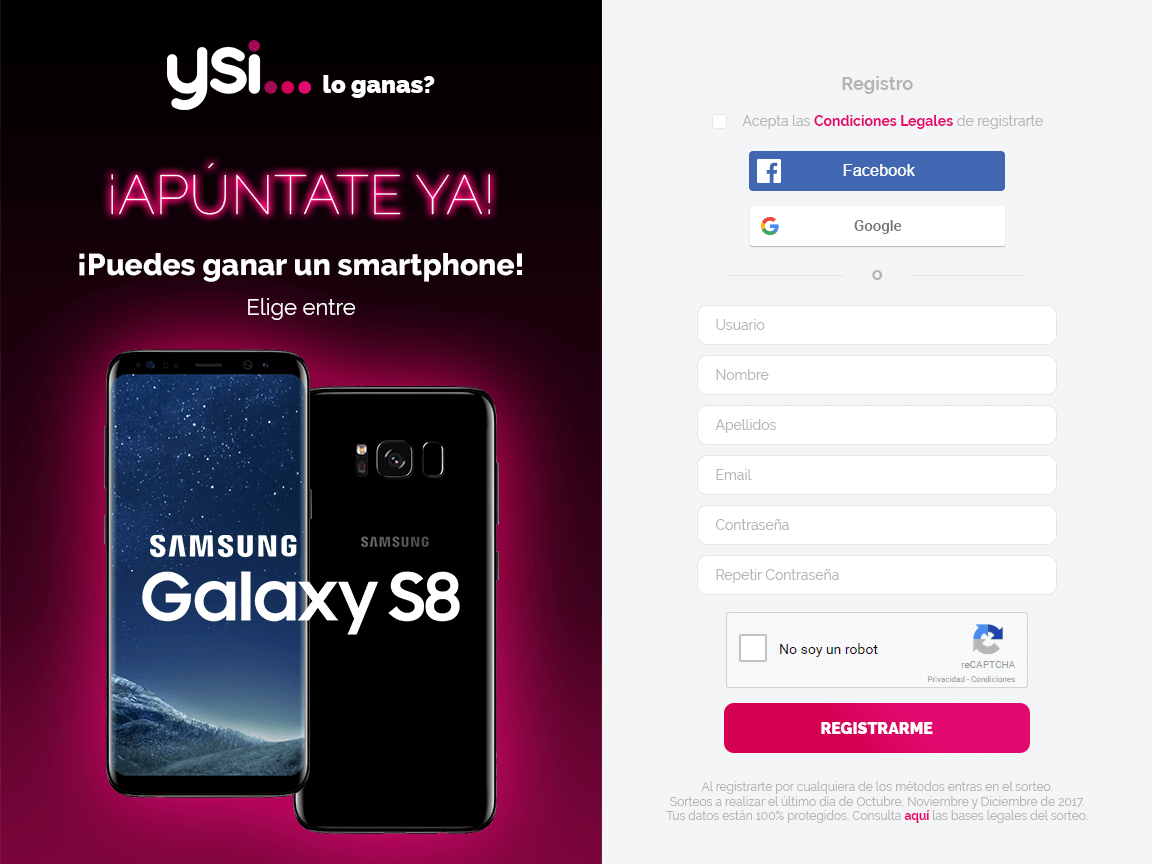 ysi... lo ganas?
¡APÚNTATE YA!
¡Puedes ganar un smartphone!
Elige entre
SAMSUNG
SAMSUNG
Galaxy S8
Registro
Acepta las Condiciones Legales de registrarte
Facebook
Google
o
Usuario
Nombre
Apellidos
Email
Contraseña
Repetir Contraseña
No soy un robot
reCAPTCHA
Privacidad - Condiciones
REGISTRARME
Al registrarte por cualquiera de los métodos entras en el sorteo.
Sorteos a realizar el último dia de Octubre, Noviembre y Diciembre de 2017.
Tus datos están 100% protegidos. Consulta aquí las bases legales del sorteo.